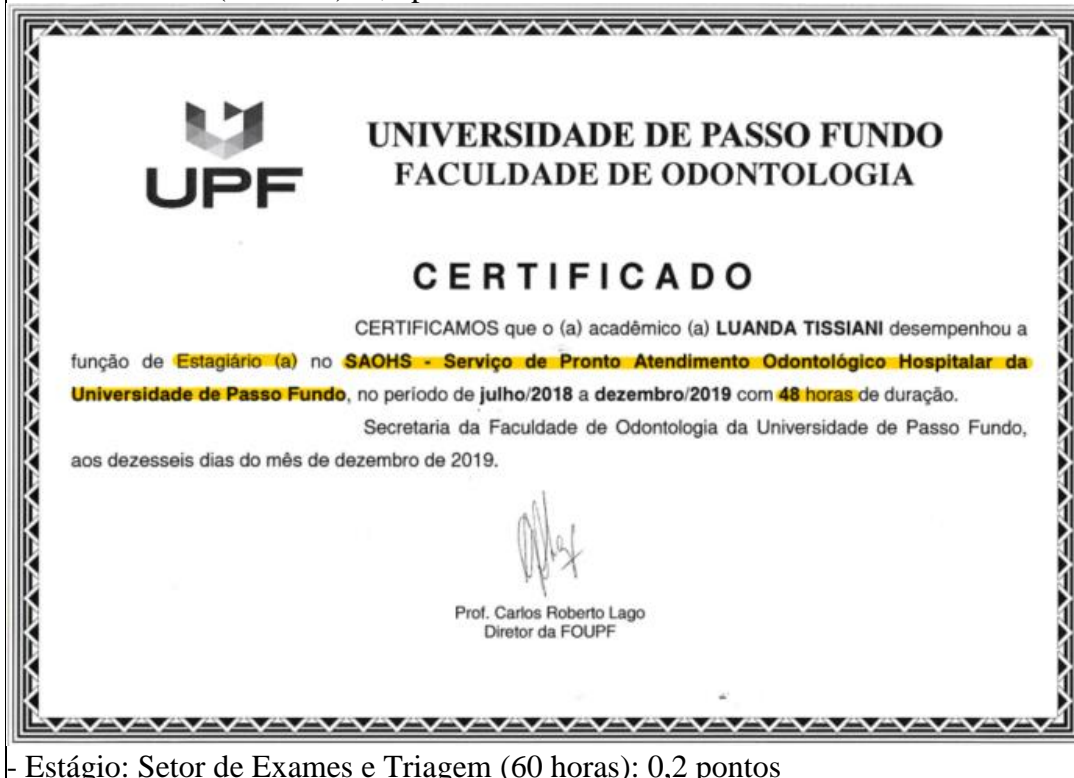 UPF
UNIVERSIDADE DE PASSO FUNDO
FACULDADE DE ODONTOLOGIA
CERTIFICADO
CERTIFICAMOS que o (a) acadêmico (a) LUANDA TISSIANI desempenhou a
função de Estagiário (a) no SAOHS - Serviço de Pronto Atendimento Odontológico Hospitalar da
Universidade de Passo Fundo, no período de julho/2018 a dezembro/2019 com 48 horas de duração.
Secretaria da Faculdade de Odontologia da Universidade de Passo Fundo,
aos dezesseis dias do mês de dezembro de 2019.
Prof. Carlos Roberto Lago
Diretor da FOUPF
- Estágio: Setor de Exames e Triagem (60 horas): 0,2 pontos